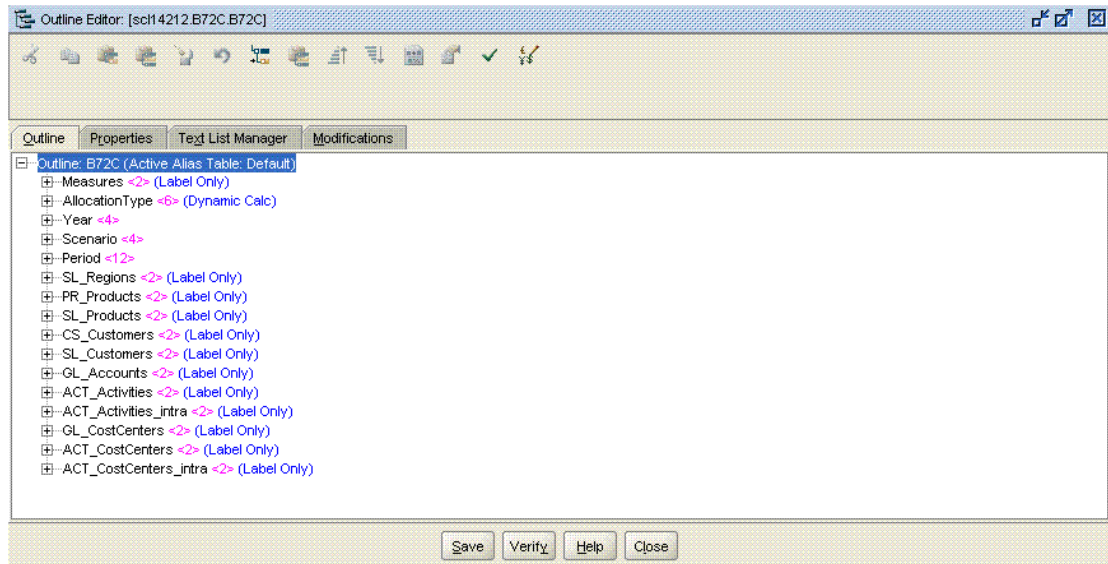 Outline Editor: [scl14212.B72C.B72C]
Outline Properties Text List Manager Modifications
Outline: B72C (Active Alias Table: Default)
Measures <2> (Label Only)
AllocationType <6> (Dynamic Calc)
Year <4>
Scenario <4>
Period <12>
SL_Regions <2> (Label Only)
PR_Products <2> (Label Only)
SL_Products <2> (Label Only)
CS_Customers <2> (Label Only)
SL_Customers <2> (Label Only)
GL_Accounts <2> (Label Only)
ACT_Activities <2> (Label Only)
ACT_Activities_intra <2> (Label Only)
GL_CostCenters <2> (Label Only)
ACT_CostCenters <2> (Label Only)
ACT_CostCenters_intra <2> (Label Only)
Save Verify Help Close